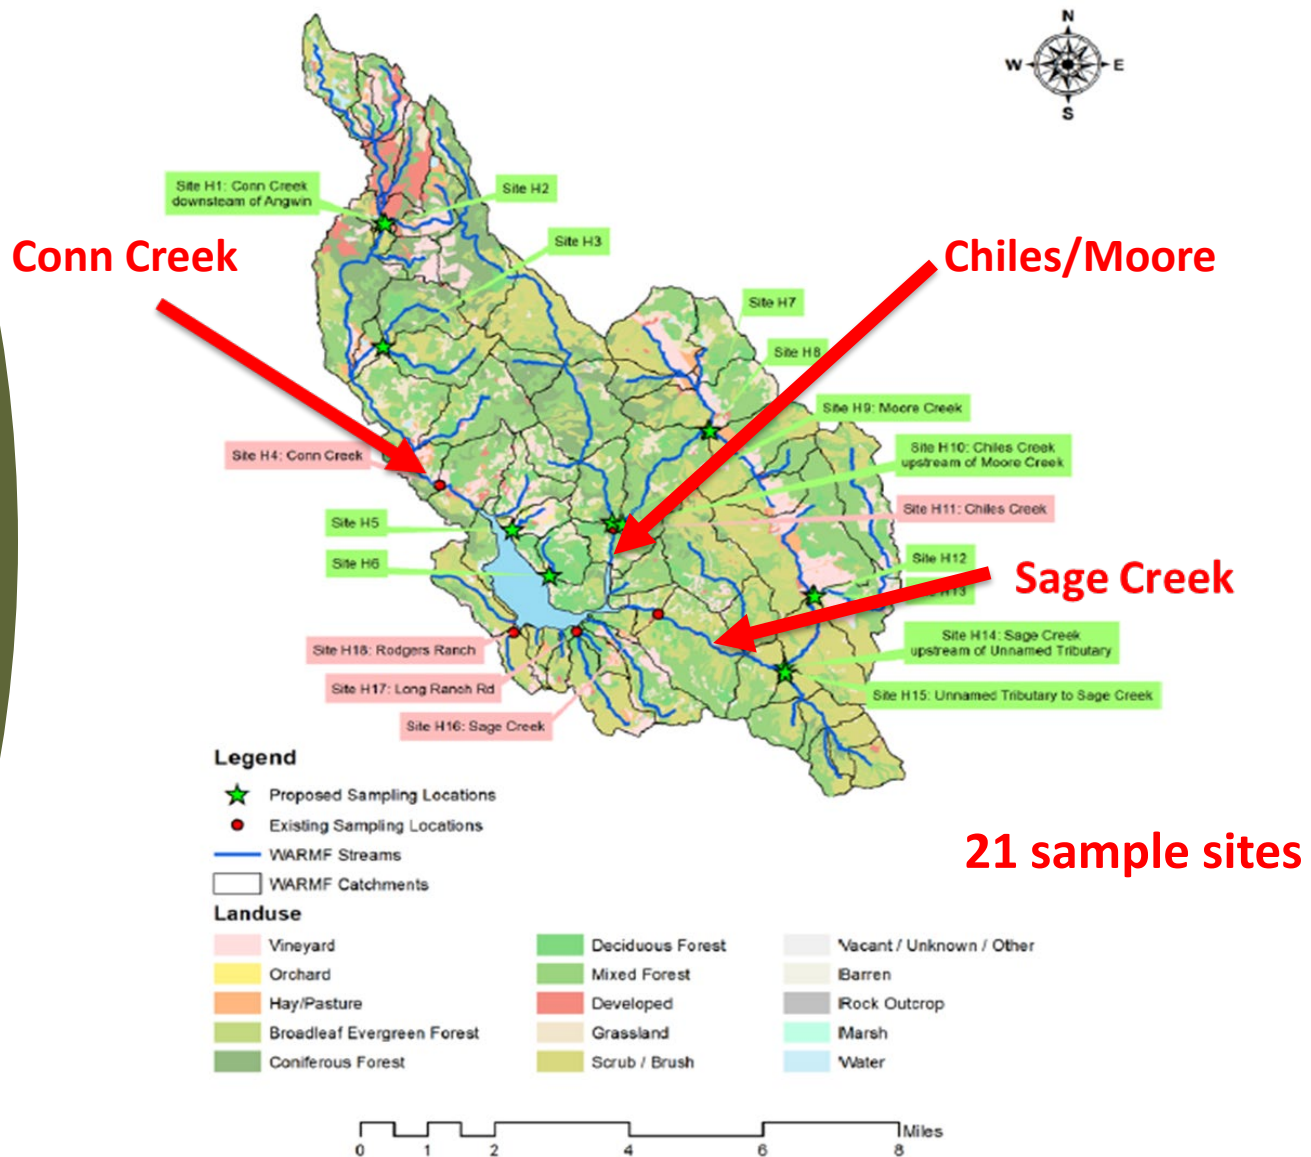 N
W
E
S
Site H1: Conn Creek
downsteam of Angwin
Site H2
Site H3
Conn Creek
Chiles/Moore
Site H7
Site H8
Site H9: Moore Creek
Site H10: Chiles Creek
upstream of Moore Creek
Site H4: Conn Creek
Site H11: Chiles Creek
Site H5
Site H6
Site H12
H13
Sage Creek
Site H14: Sage Creek
upstream of Unnamed Tributary
Site H18: Rodgers Ranch
Site H17: Long Ranch Rd
Site H15: Unnamed Tributary to Sage Creek
Site H16: Sage Creek
Legend
Proposed Sampling Locations
Existing Sampling Locations
WARMF Streams
WARMF Catchments
21 sample sites
Landuse
Vineyard
Orchard
Hay/Pasture
Broadleaf Evergreen Forest
Coniferous Forest
Deciduous Forest
Mixed Forest
Developed
Grassland
Scrub / Brush
Vacant / Unknown / Other
Barren
Rock Outcrop
Marsh
Water
Miles
0 1 2 4 6 8